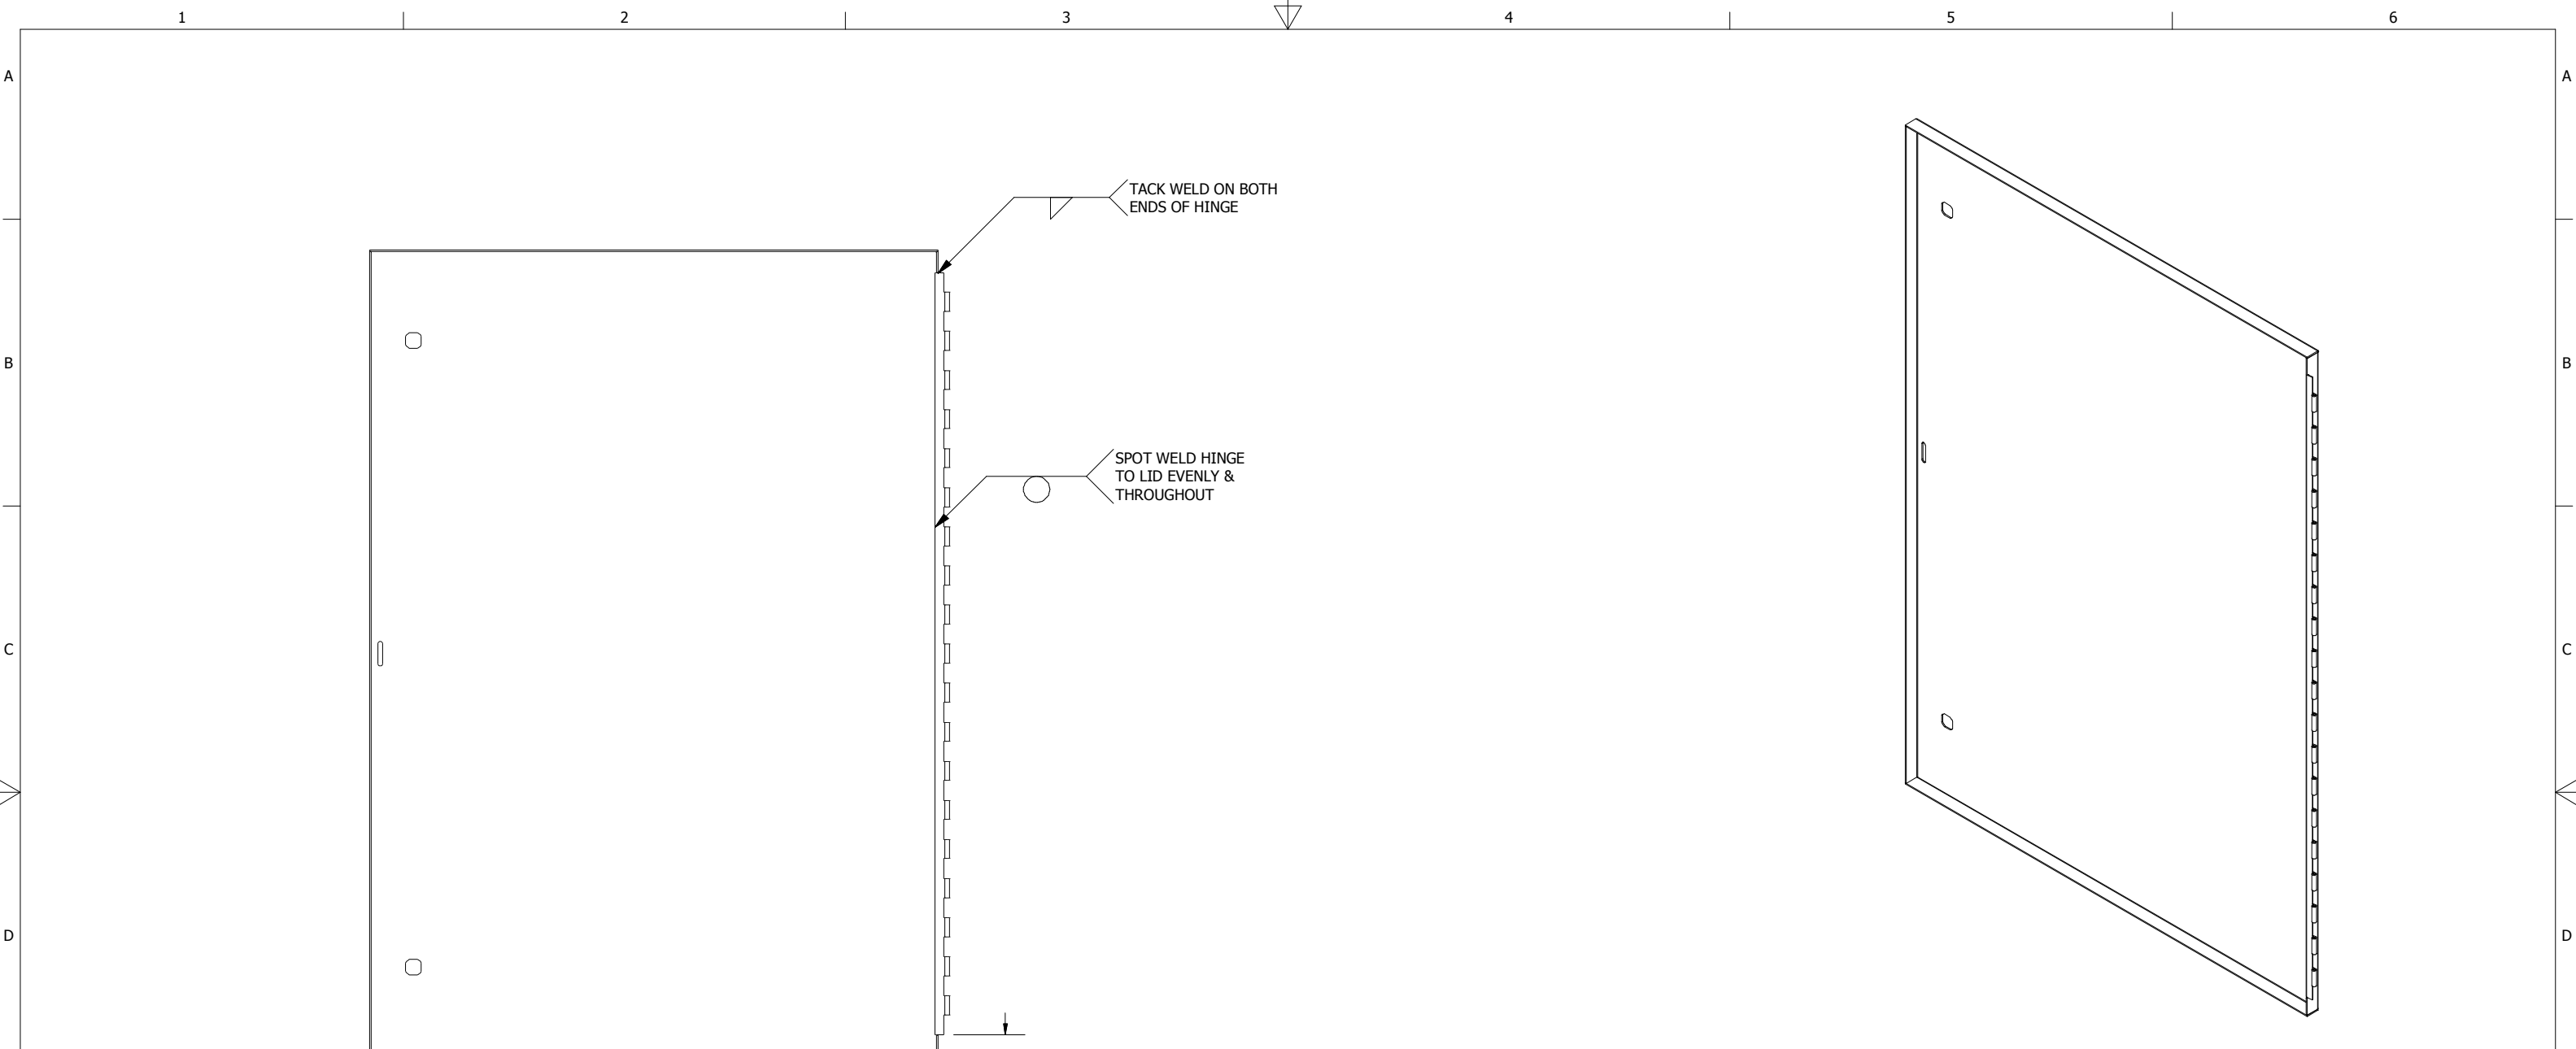 1 2 3 4 5 6
A A
TACK WELD ON BOTH
ENDS OF HINGE
B B
SPOT WELD HINGE
TO LID EVENLY &
THROUGHOUT
C C
D D